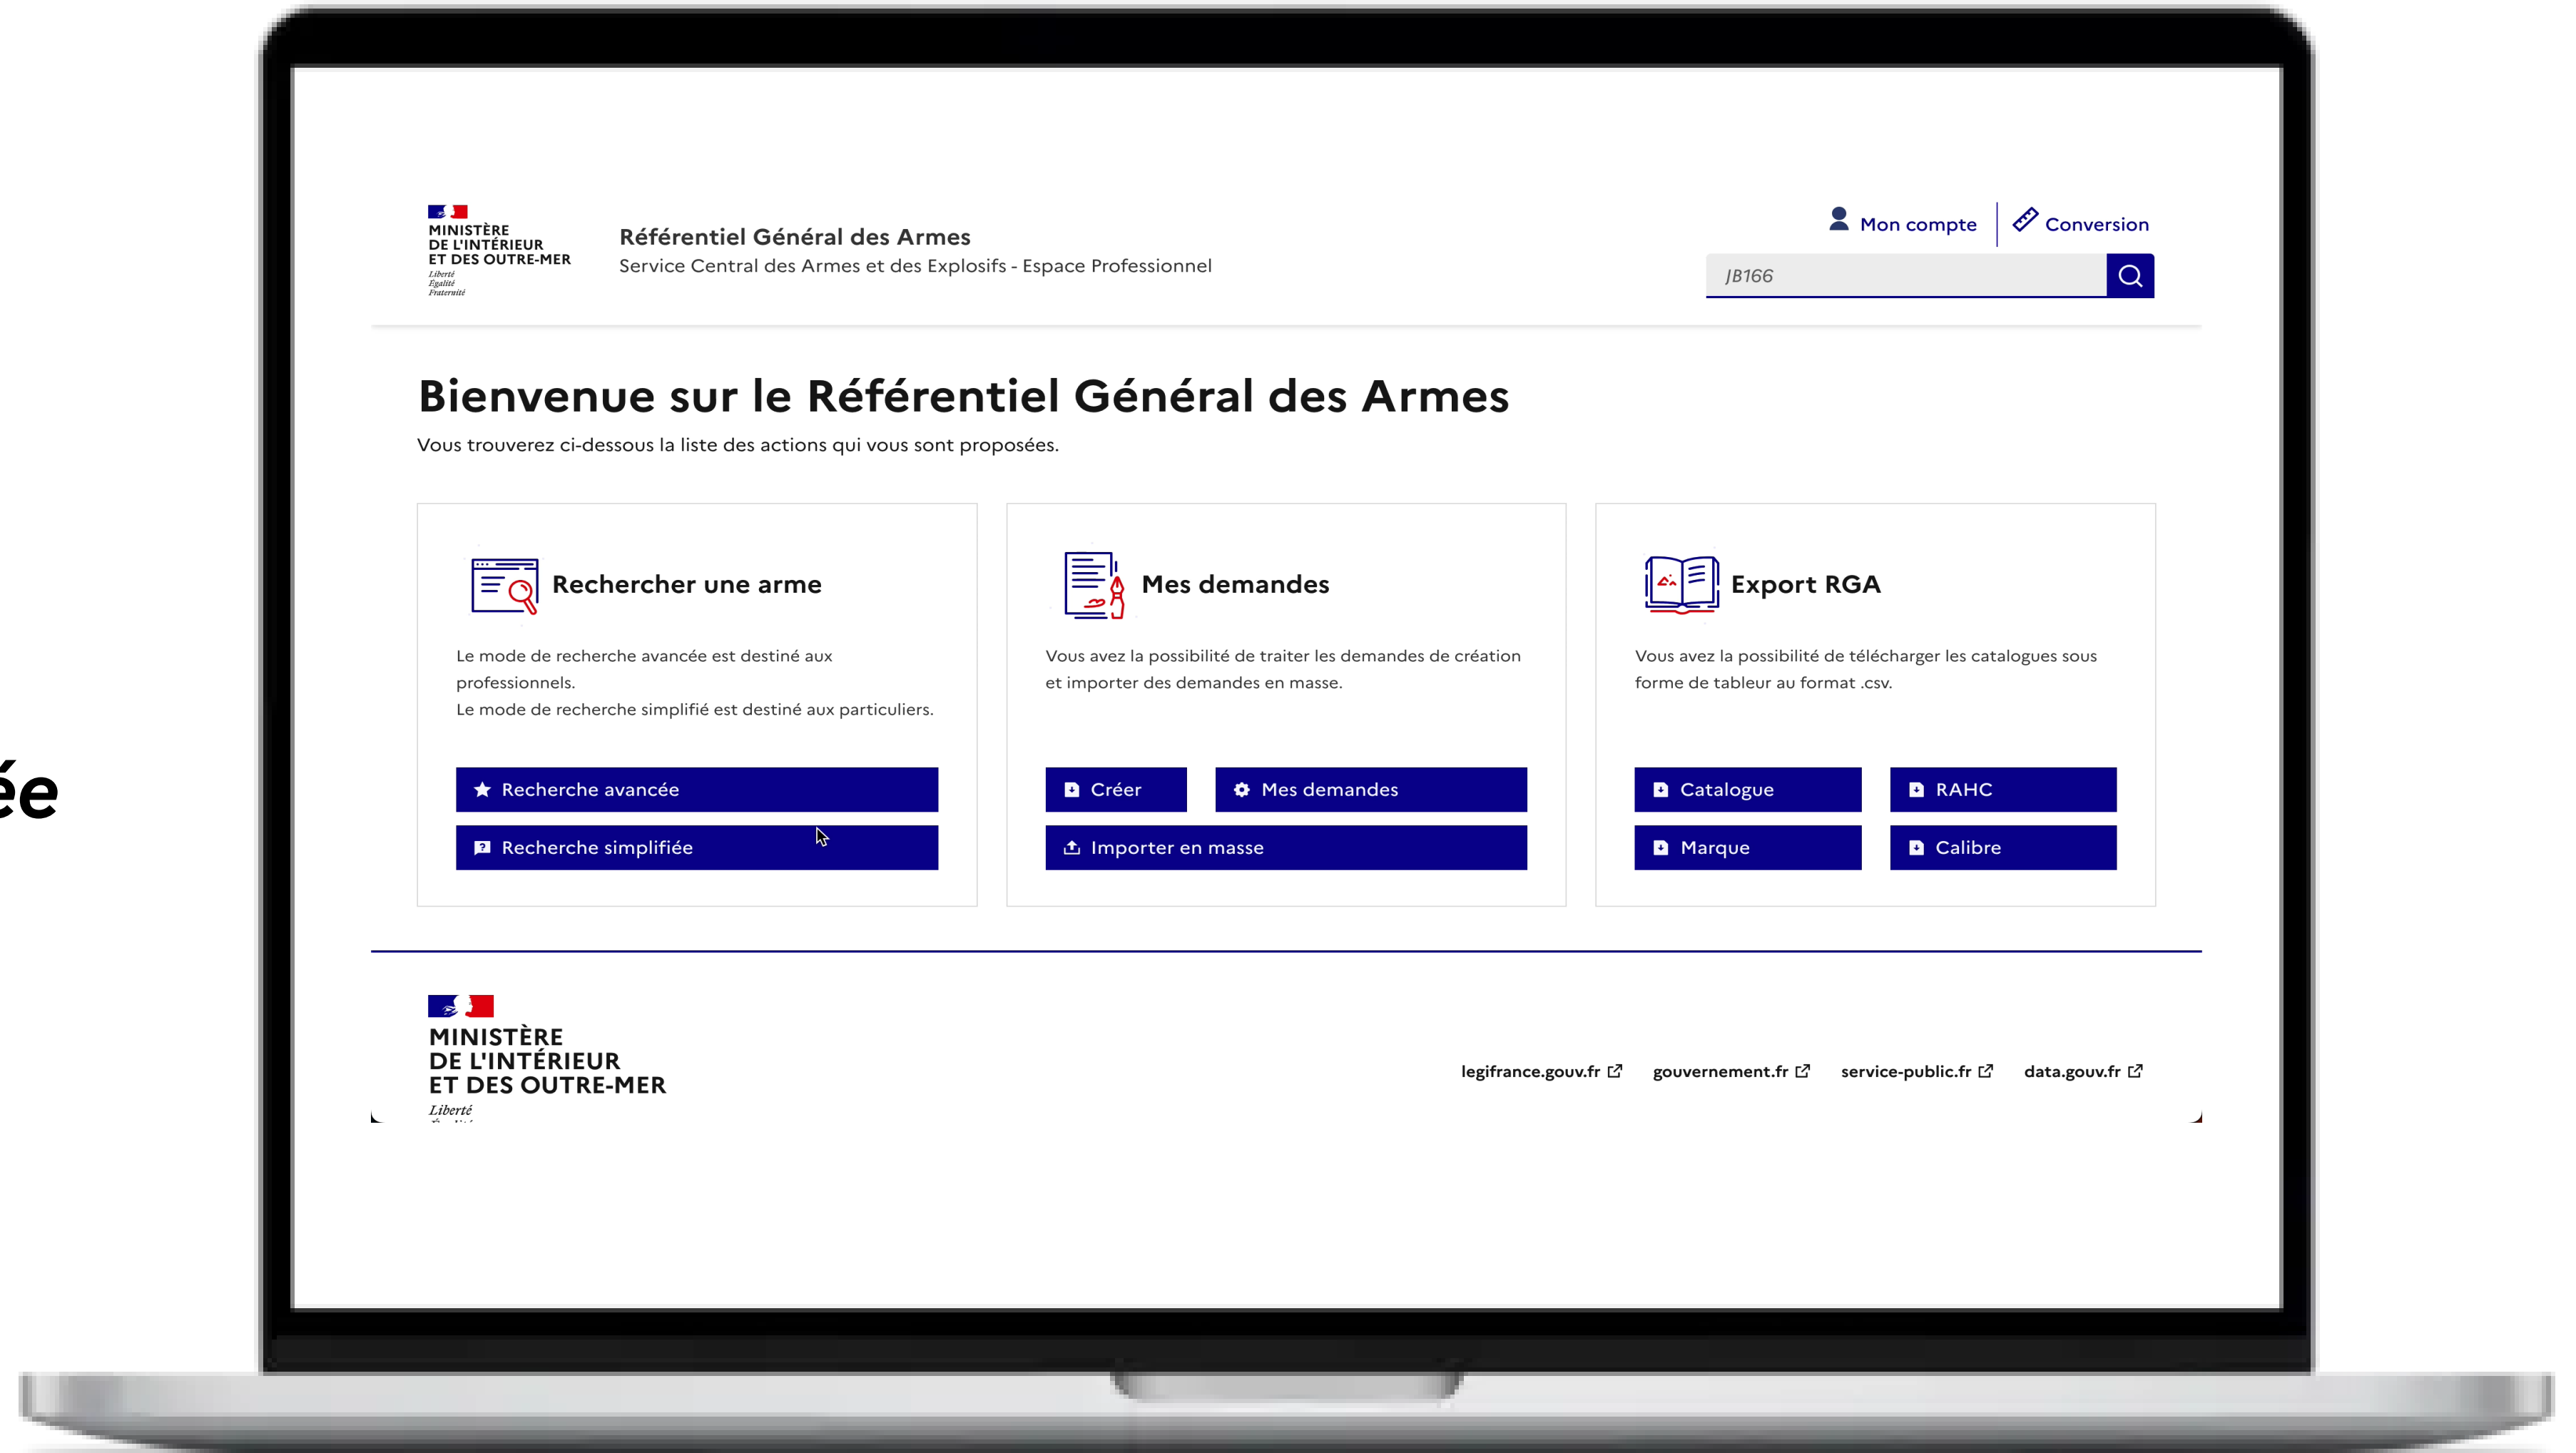 MINISTÈRE
DE L'INTÉRIEUR
ET DES OUTRE-MER
Liberté
Égalité
Fraternité
Référentiel Général des Armes
Service Central des Armes et des Explosifs - Espace Professionnel
Mon compte
Conversion
JB166
Bienvenue sur le Référentiel Général des Armes
Vous trouverez ci-dessous la liste des actions qui vous sont proposées.
Rechercher une arme
Le mode de recherche avancée est destiné aux
professionnels.
Le mode de recherche simplifié est destiné aux particuliers.
Recherche avancée
Recherche simplifiée
Mes demandes
Vous avez la possibilité de traiter les demandes de création
et importer des demandes en masse.
Créer
Mes demandes
Importer en masse
Export RGA
Vous avez la possibilité de télécharger les catalogues sous
forme de tableur au format .csv.
Catalogue
RAHC
Marque
Calibre
ée
MINISTÈRE
DE L'INTÉRIEUR
ET DES OUTRE-MER
Liberté
legifrance.gouv.fr
gouvernement.fr
service-public.fr
data.gouv.fr